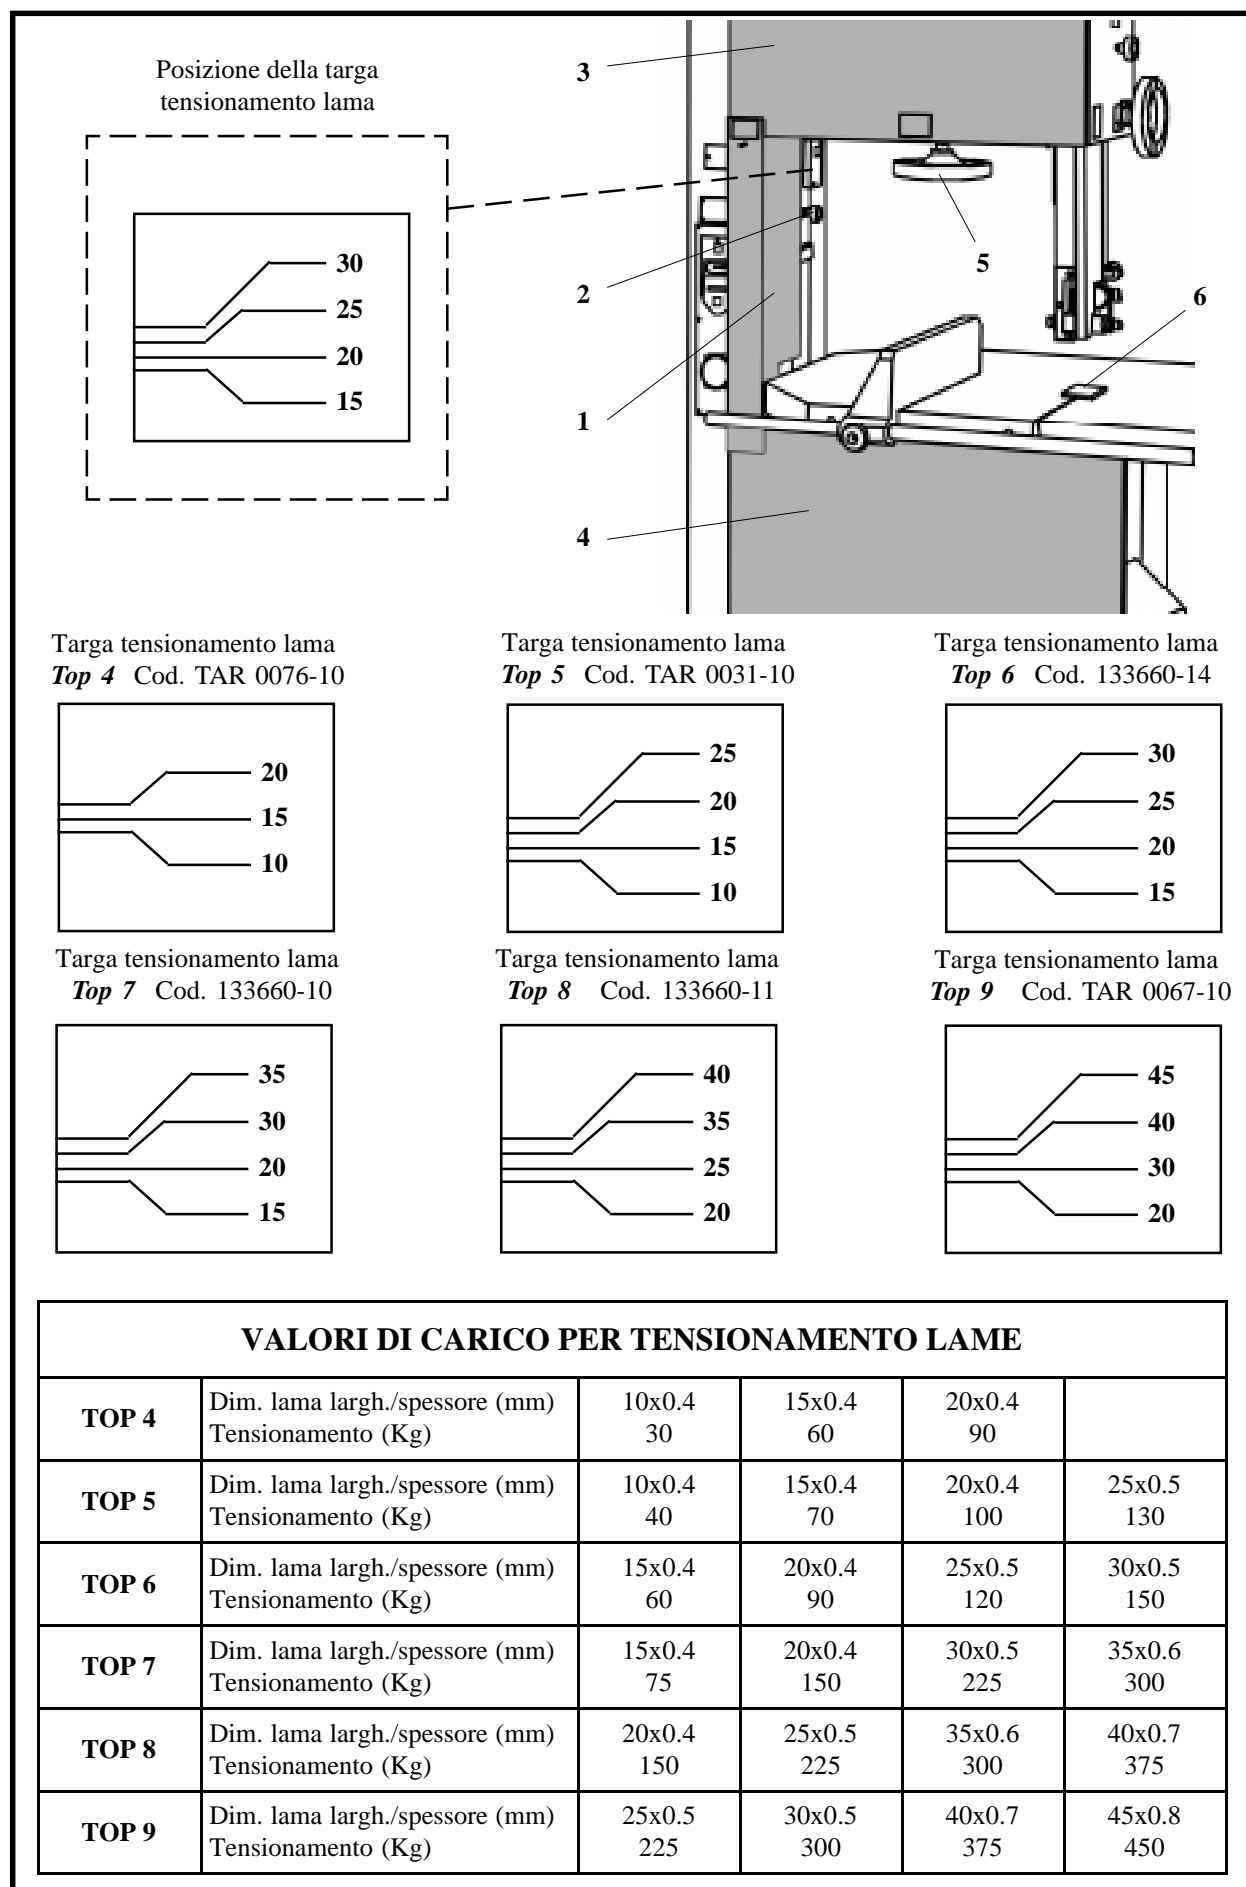 Posizione della targa
tensionamento lama
30
25
20
15
3
2
1
4
5
6
Targa tensionamento lama
Top 4 Cod. TAR 0076-10
20
15
10
Targa tensionamento lama
Top 5 Cod. TAR 0031-10
25
20
15
10
Targa tensionamento lama
Top 6 Cod. 133660-14
30
25
20
15
Targa tensionamento lama
Top 7 Cod. 133660-10
35
30
20
15
Targa tensionamento lama
Top 8 Cod. 133660-11
40
35
25
20
Targa tensionamento lama
Top 9 Cod. TAR 0067-10
45
40
30
20
VALORI DI CARICO PER TENSIONAMENTO LAME
TOP 4
Dim. lama largh./spessore (mm) 10x0.4 15x0.4 20x0.4
Tensionamento (Kg) 30 60 90
TOP 5
Dim. lama largh./spessore (mm) 10x0.4 15x0.4 20x0.4 25x0.5
Tensionamento (Kg) 40 70 100 130
TOP 6
Dim. lama largh./spessore (mm) 15x0.4 20x0.4 25x0.5 30x0.5
Tensionamento (Kg) 60 90 120 150
TOP 7
Dim. lama largh./spessore (mm) 15x0.4 20x0.4 30x0.5 35x0.6
Tensionamento (Kg) 75 150 225 300
TOP 8
Dim. lama largh./spessore (mm) 20x0.4 25x0.5 35x0.6 40x0.7
Tensionamento (Kg) 150 225 300 375
TOP 9
Dim. lama largh./spessore (mm) 25x0.5 30x0.5 40x0.7 45x0.8
Tensionamento (Kg) 225 300 375 450